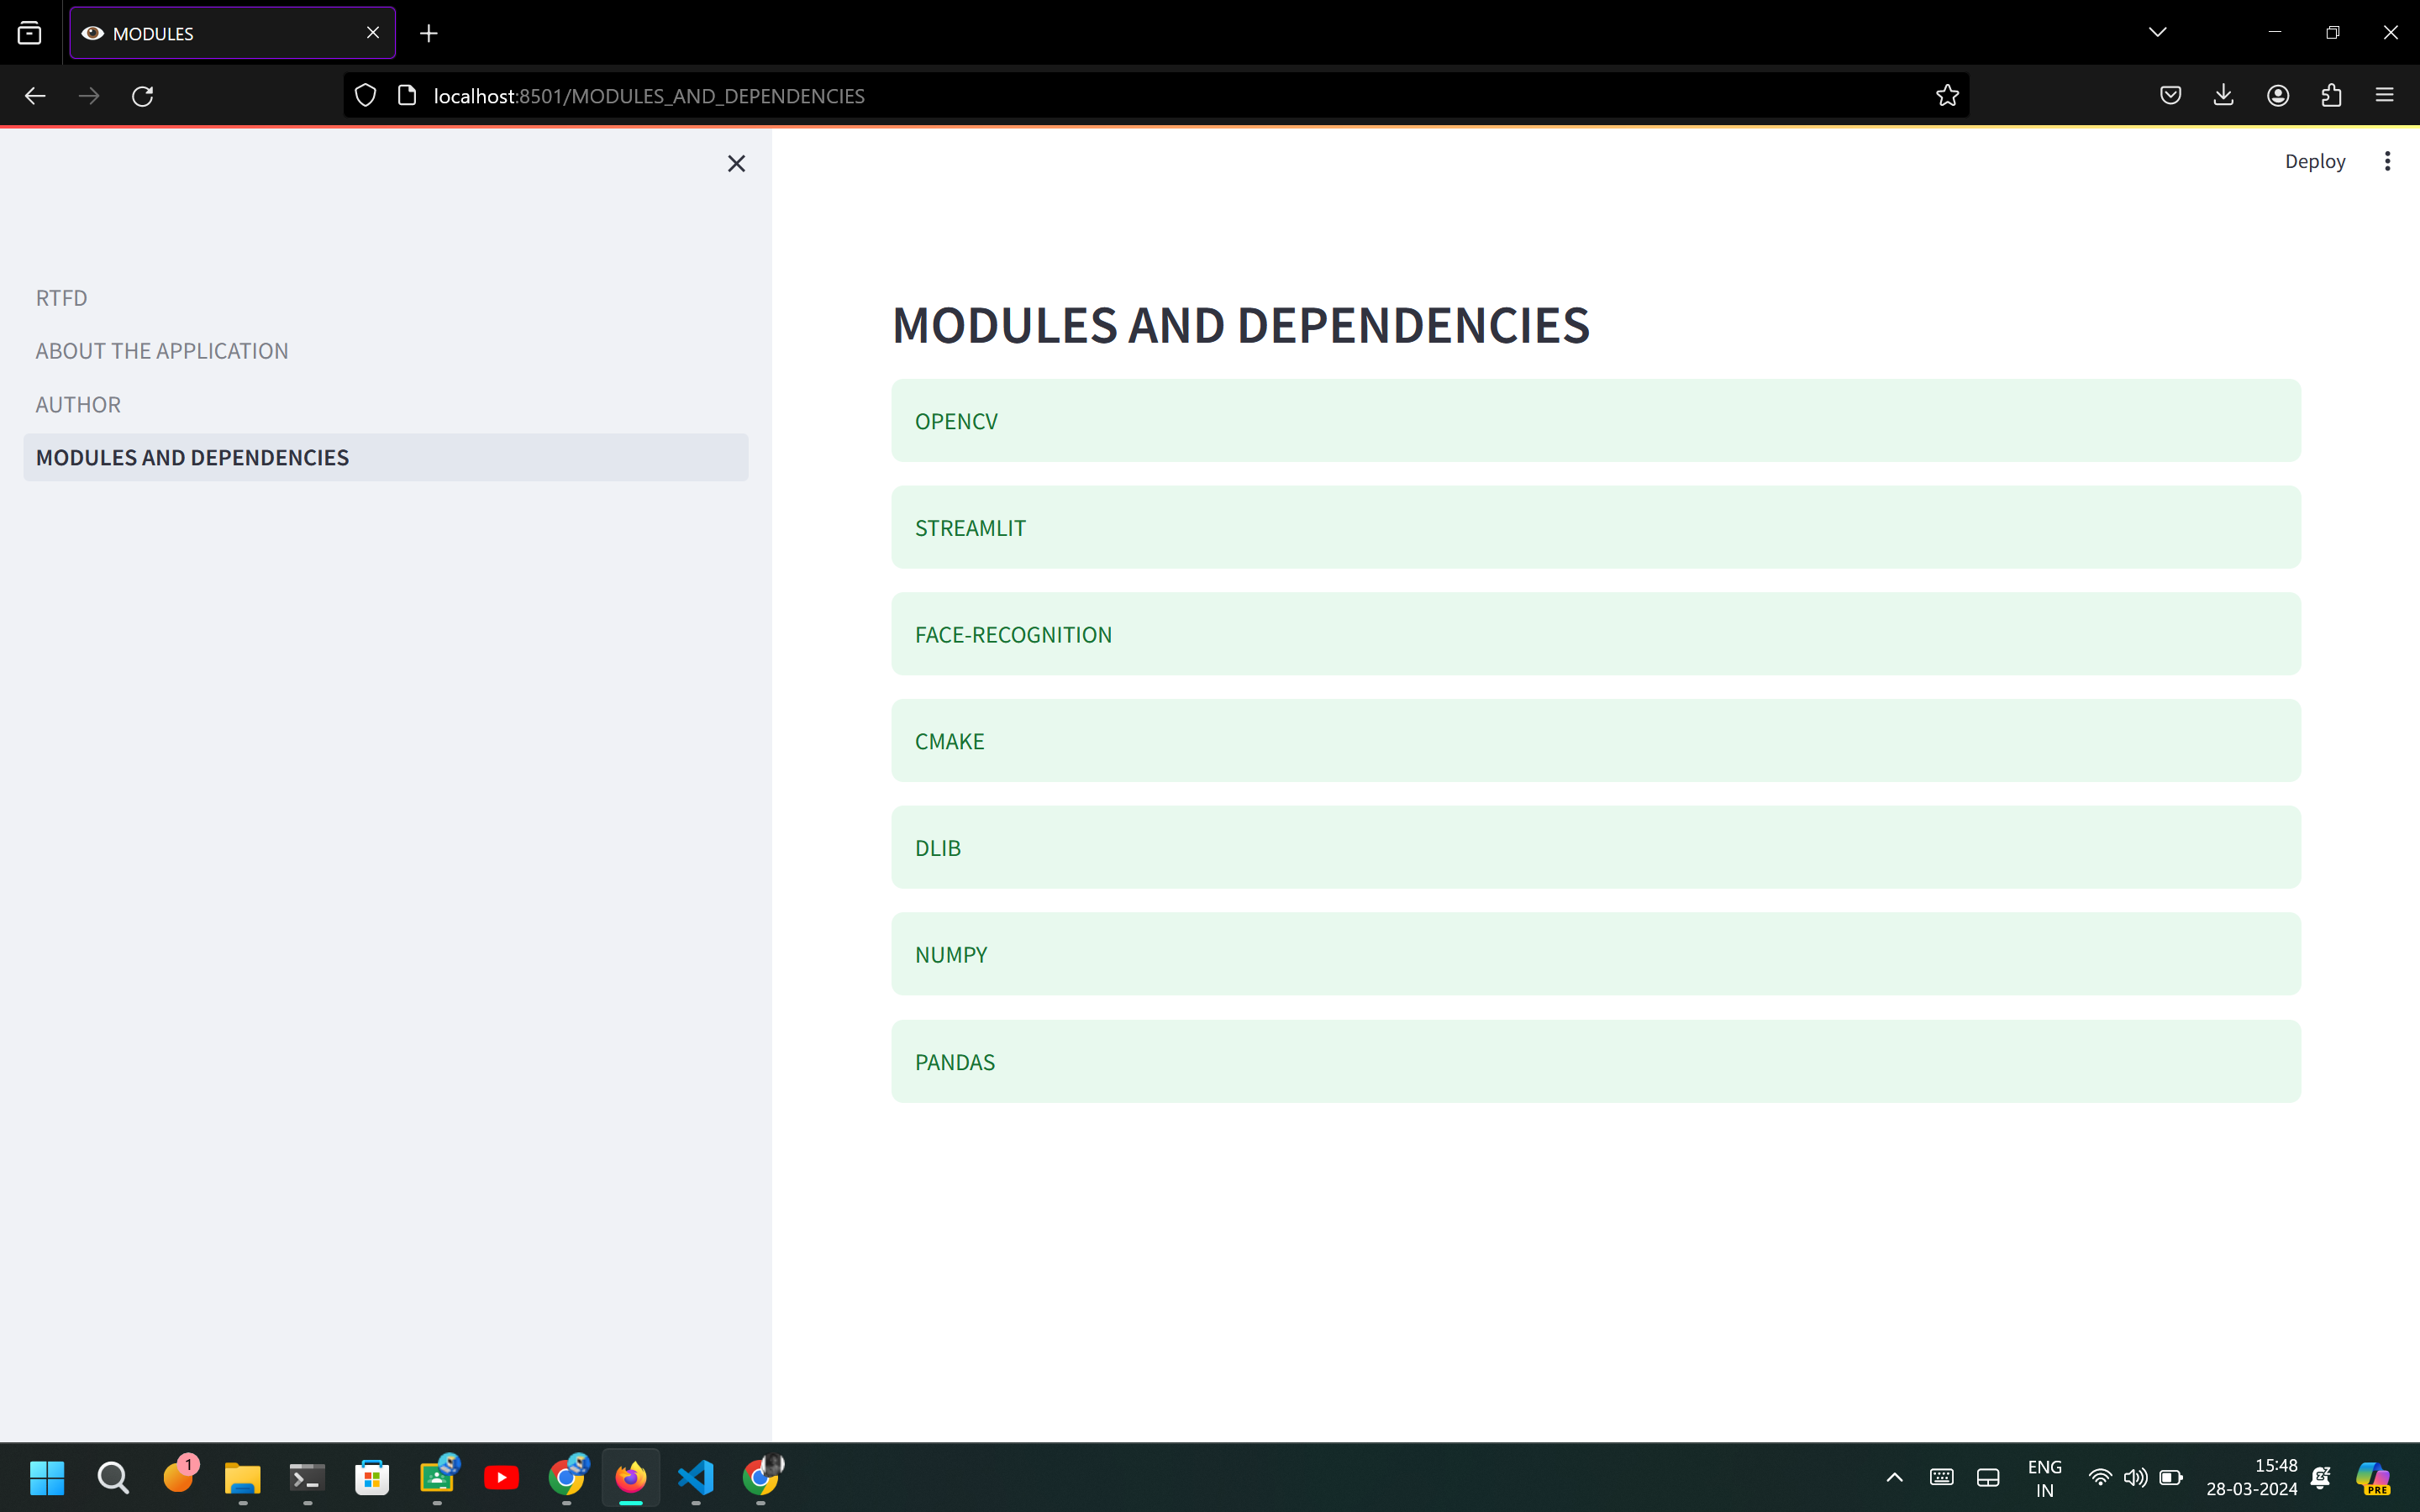 MODULES
localhost:8501/MODULES_AND_DEPENDENCIES
Deploy
RTFD
ABOUT THE APPLICATION
AUTHOR
MODULES AND DEPENDENCIES
MODULES AND DEPENDENCIES
OPENCV
STREAMLIT
FACE-RECOGNITION
CMAKE
DLIB
NUMPY
PANDAS
1
ENG
IN
15:48
28-03-2024
PRE